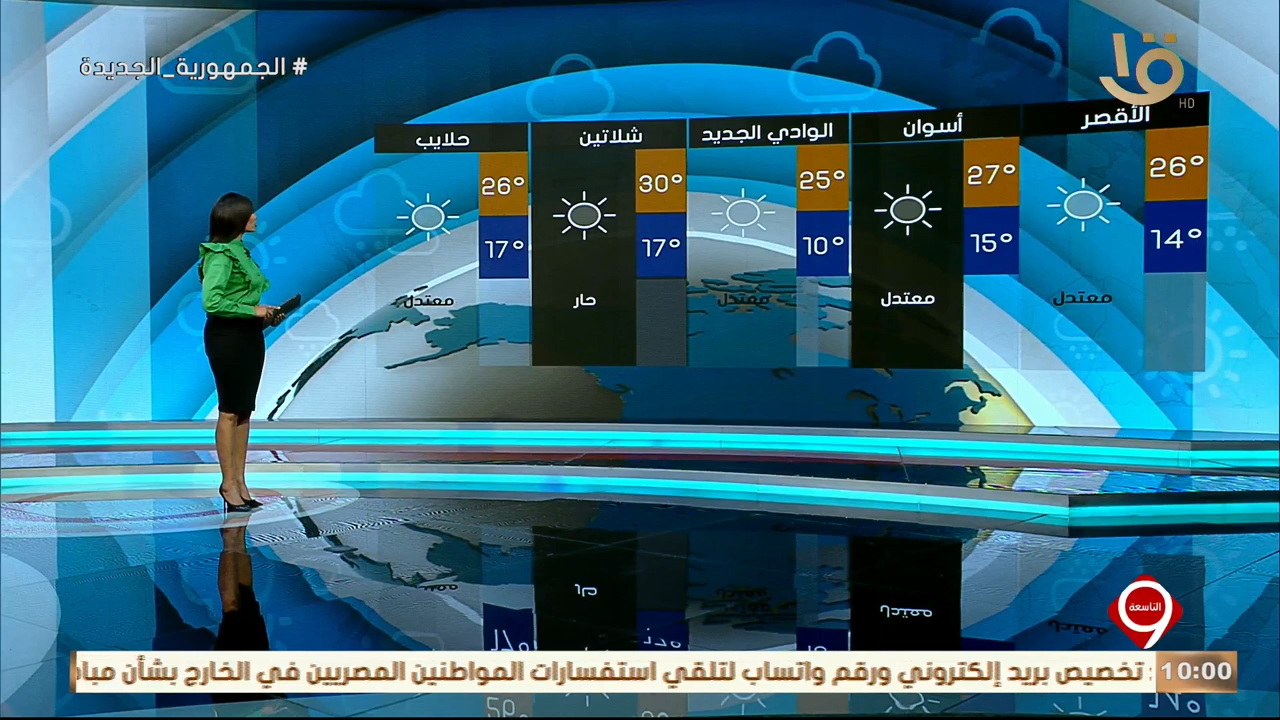 #الجمهورية_الجديدة
HD
الأقصر
26°
14°
معتدل
أسوان
27°
15°
معتدل
الوادي الجديد
25°
10°
معتدل
شلاتين
30°
17°
حار
حلايب
26°
17°
معتدل
التاسعة
9
10:00
تخصيص بريد إلكتروني ورقم واتساب لتلقي استفسارات المواطنين المصريين في الخارج بشأن